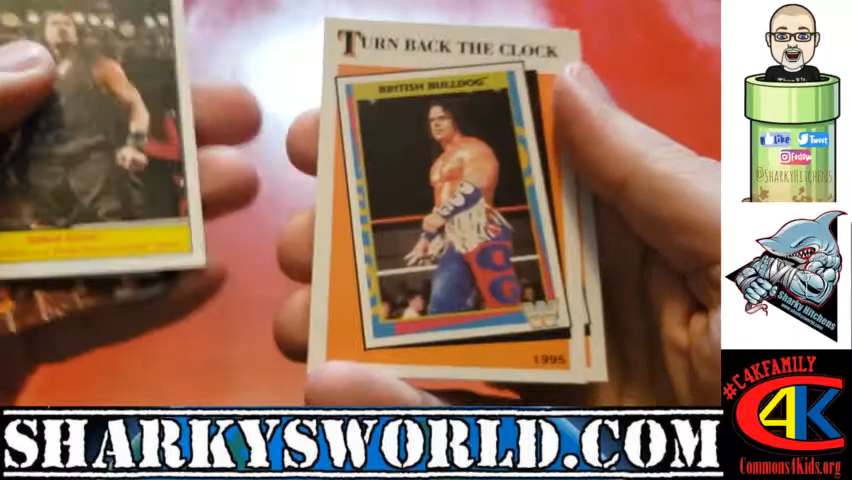 TURN BACK THE CLOCK
BRITISH BULLDOG
1995
Like
Tweet
Follow
@SHARKYHITCHENS
Sharky Hitchens
#C4KFAMILY
C4K
Commons4Kids.org
SHARKYSWORLD.COM